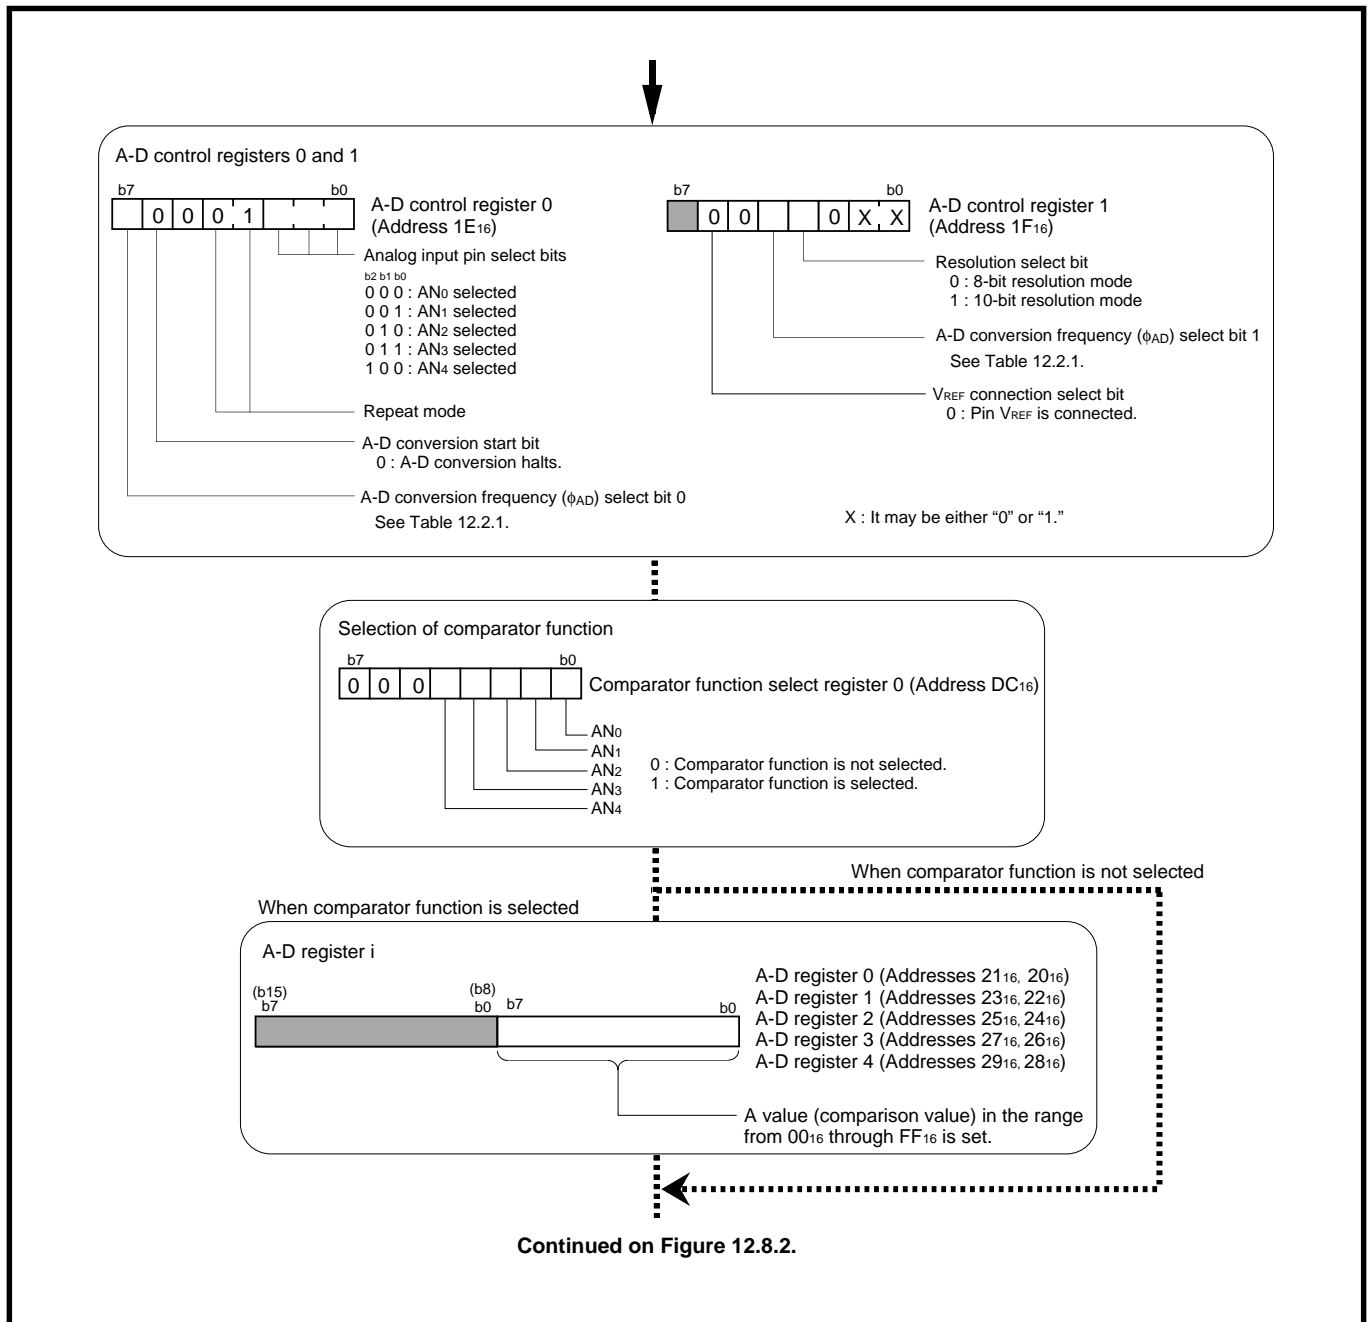 A-D control registers 0 and 1
b7 b0
0 0 0 1
A-D control register 0
(Address 1E16)
Analog input pin select bits
b2 b1 b0
0 0 0 : AN0 selected
0 0 1 : AN1 selected
0 1 0 : AN2 selected
0 1 1 : AN3 selected
1 0 0 : AN4 selected
Repeat mode
A-D conversion start bit
0 : A-D conversion halts.
A-D conversion frequency (ϕAD) select bit 0
See Table 12.2.1.
b7 b0
0 0 0 X X
A-D control register 1
(Address 1F16)
Resolution select bit
0 : 8-bit resolution mode
1 : 10-bit resolution mode
A-D conversion frequency (ϕAD) select bit 1
See Table 12.2.1.
VREF connection select bit
0 : Pin VREF is connected.
X : It may be either “0” or “1.”
Selection of comparator function
b7 b0
0 0 0
Comparator function select register 0 (Address DC16)
AN0
AN1
AN2
AN3
AN4
0 : Comparator function is not selected.
1 : Comparator function is selected.
When comparator function is not selected
When comparator function is selected
A-D register i
(b15) (b8)
b7 b0 b7 b0
A-D register 0 (Addresses 2116, 2016)
A-D register 1 (Addresses 2316, 2216)
A-D register 2 (Addresses 2516, 2416)
A-D register 3 (Addresses 2716, 2616)
A-D register 4 (Addresses 2916, 2816)
A value (comparison value) in the range
from 0016 through FF16 is set.
Continued on Figure 12.8.2.